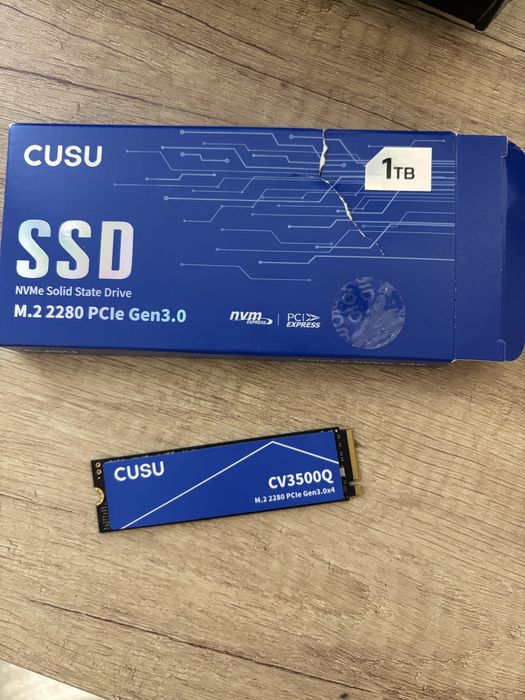 CUSU
1TB
SSD
NVMe Solid State Drive
M.2 2280 PCIe Gen3.0
nvm EXPRESS | PCI EXPRESS
CUSU
CV3500Q
M.2 2280 PCIe Gen3.0x4